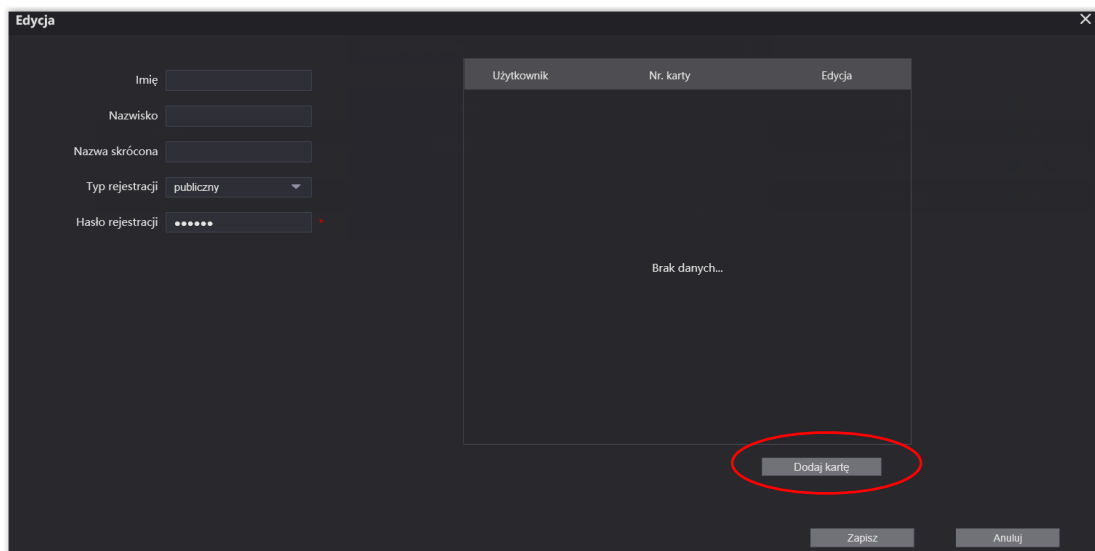 Edycja
Imię
Nazwisko
Nazwa skrócona
Typ rejestracji publiczny
Hasło rejestracji ●●●●●● *
Użytkownik Nr. karty Edycja
Brak danych...
Dodaj kartę
Zapisz Anuluj